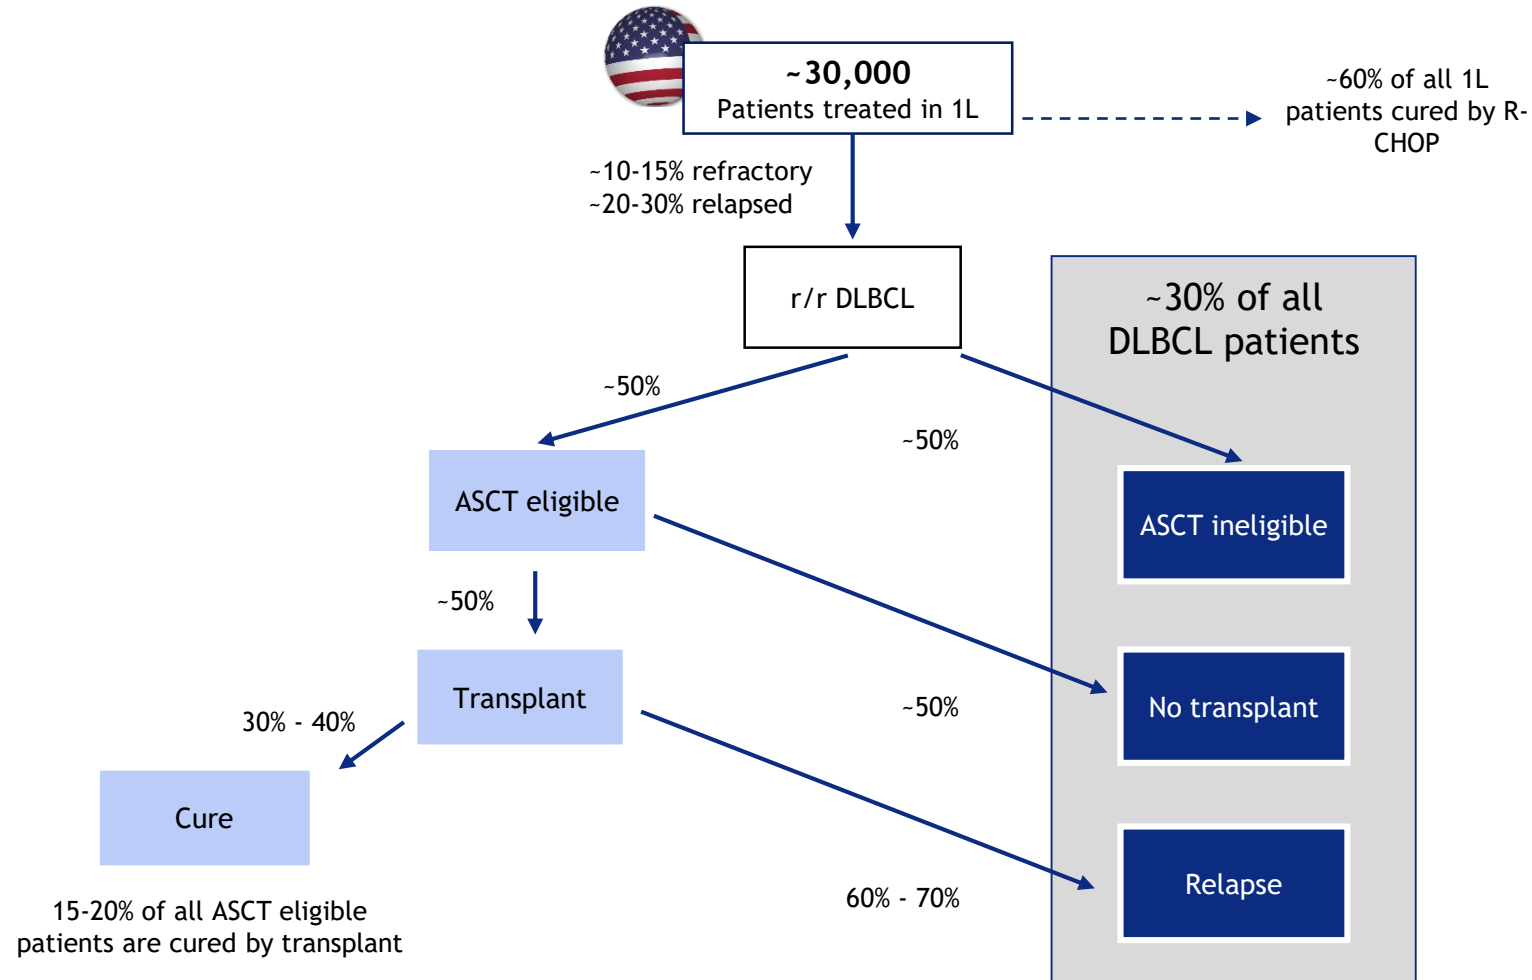 ~30,000
Patients treated in 1L
~60% of all 1L
patients cured by R-
CHOP
~10-15% refractory
~20-30% relapsed
r/r DLBCL
~30% of all
DLBCL patients
~50%
~50%
ASCT eligible
ASCT ineligible
~50%
Transplant
~50%
No transplant
30% - 40%
Cure
60% - 70%
Relapse
15-20% of all ASCT eligible
patients are cured by transplant